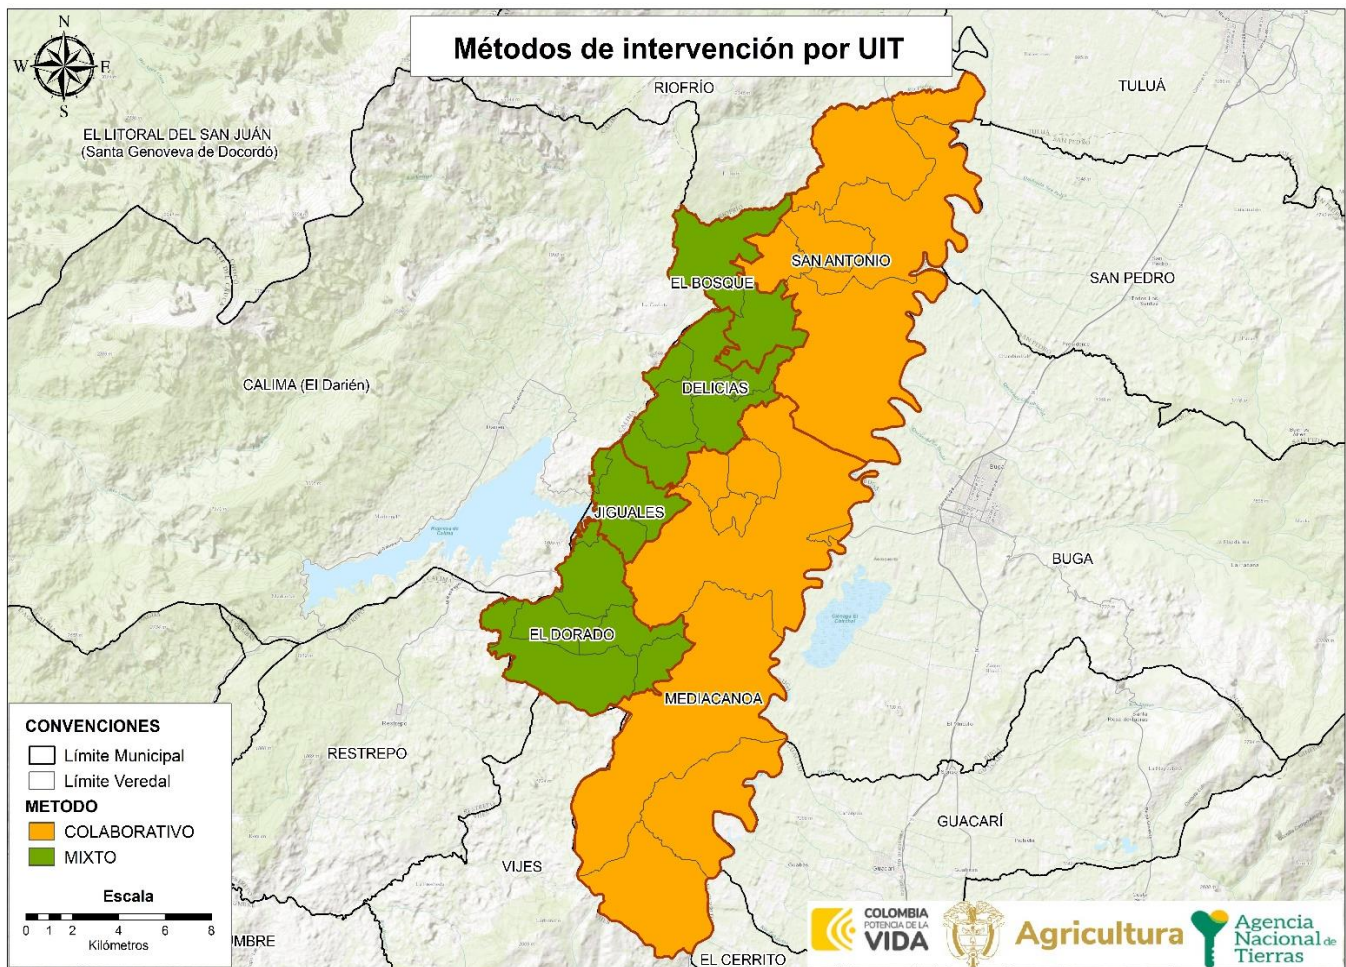 Métodos de intervención por UIT
N
W
E
S
RIOFRÍO
TULUÁ
EL LITORAL DEL SAN JUÁN
(Santa Genoveva de Docordó)
SAN ANTONIO
SAN PEDRO
EL BOSQUE
CALIMA (El Darién)
DELICIAS
Buga
JIGUALES
BUGA
EL DORADO
MEDIACANOA
RESTREPO
Restrepo
GUACARÍ
VIJES
EL CERRITO
UMBRE
CONVENCIONES
Límite Municipal
Límite Veredal
METODO
COLABORATIVO
MIXTO
Escala
0 1 2 4 6 8
Kilómetros
COLOMBIA
POTENCIA DE LA
VIDA
Agricultura
Agencia
Nacional de
Tierras